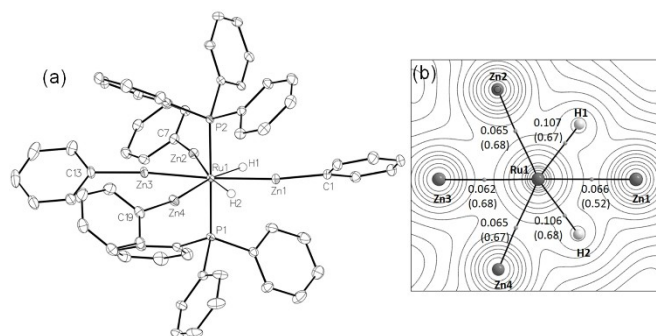 (a)
P2
C7
Zn2
Ru1
H1
C13
Zn3
Zn1
C1
H2
Zn4
C19
P1
(b)
Zn2
H1
0.107
(0.67)
0.065
(0.68)
Ru1
Zn3
0.062
(0.68)
0.066
(0.52)
Zn1
0.065
(0.67)
0.106
(0.68)
H2
Zn4